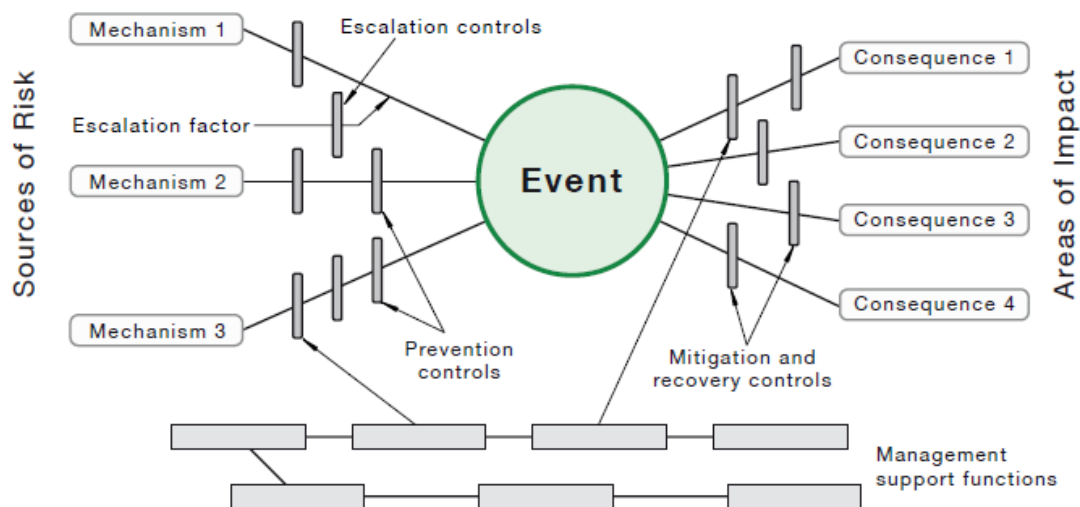 Sources of Risk
Mechanism 1
Escalation controls
Escalation factor
Mechanism 2
Mechanism 3
Prevention
controls
Event
Consequence 1
Consequence 2
Consequence 3
Consequence 4
Areas of Impact
Mitigation and
recovery controls
Management
support functions